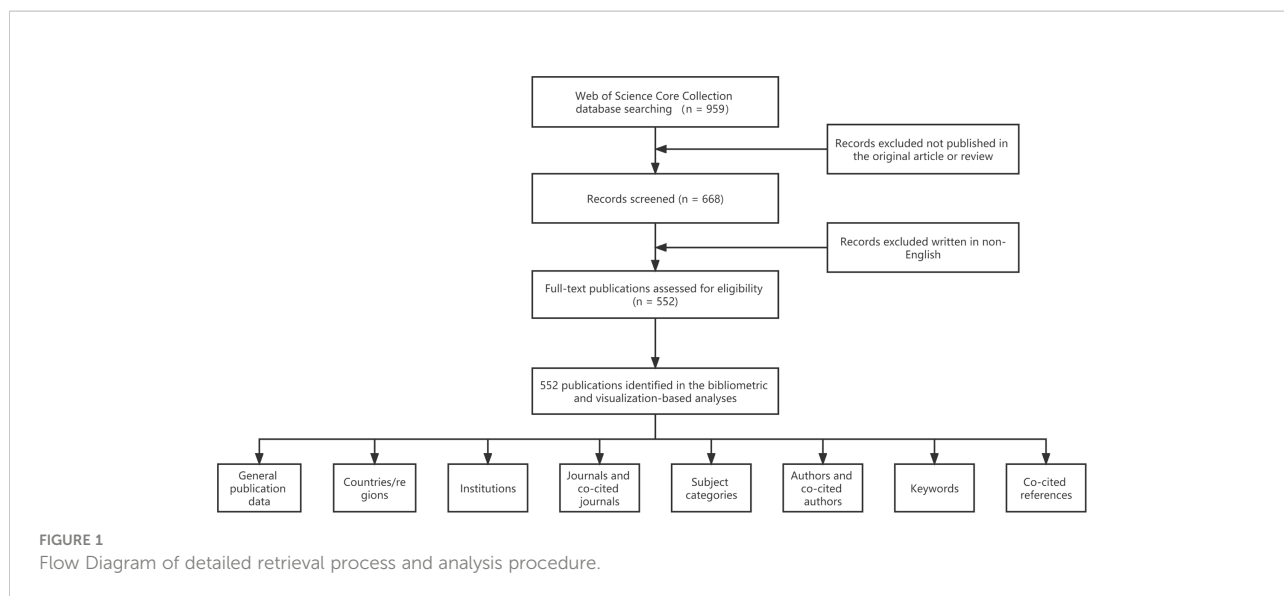 Web of Science Core Collection
database searching (n = 959)
Records excluded not published in
the original article or review
Records screened (n = 668)
Records excluded written in non-
English
Full-text publications assessed for eligibility
(n = 552)
552 publications identified in the bibliometric
and visualization-based analyses
General
publication
data
Countries/re
gions
Institutions
Journals and
co-cited
journals
Subject
categories
Authors and
co-cited
authors
Keywords
Co-cited
references
FIGURE 1
Flow Diagram of detailed retrieval process and analysis procedure.